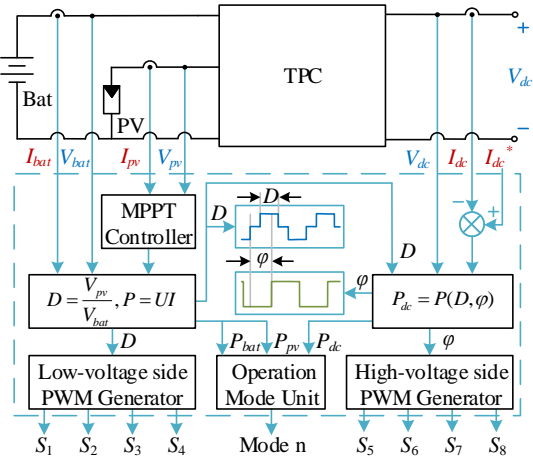 TPC
Bat
PV
+
V_dc
−
I_bat V_bat I_pv V_pv V_dc I_dc I_dc*
MPPT
Controller
D
D
− +
D
φ
φ
D = V_pv / V_bat , P = UI
P_dc = P(D,φ)
D
P_bat P_pv P_dc
φ
Low-voltage side
PWM Generator
Operation
Mode Unit
High-voltage side
PWM Generator
S_1 S_2 S_3 S_4 Mode n S_5 S_6 S_7 S_8